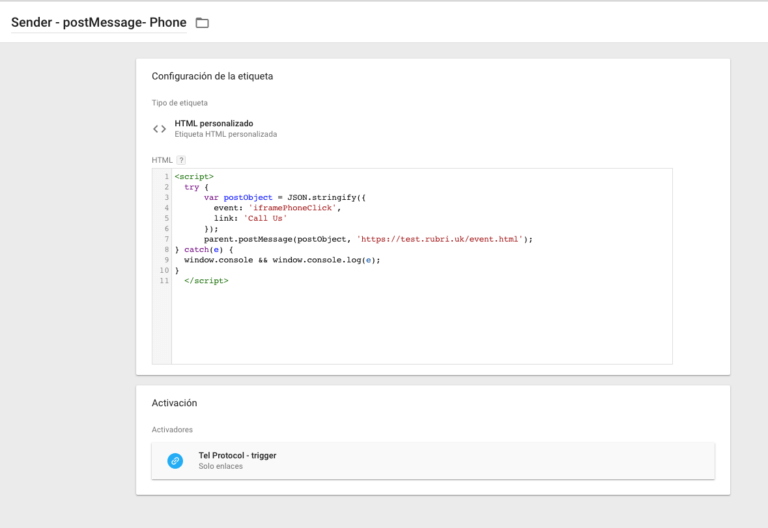 Sender - postMessage- Phone
Configuración de la etiqueta
Tipo de etiqueta
HTML personalizado
Etiqueta HTML personalizada
HTML ?
1 <script>
2 try {
3 var postObject = JSON.stringify({
4 event: 'iframePhoneClick',
5 link: 'Call Us'
6 });
7 parent.postMessage(postObject, 'https://test.rubri.uk/event.html');
8 } catch(e) {
9 window.console && window.console.log(e);
10 }
11 </script>
Activación
Activadores
Tel Protocol - trigger
Solo enlaces